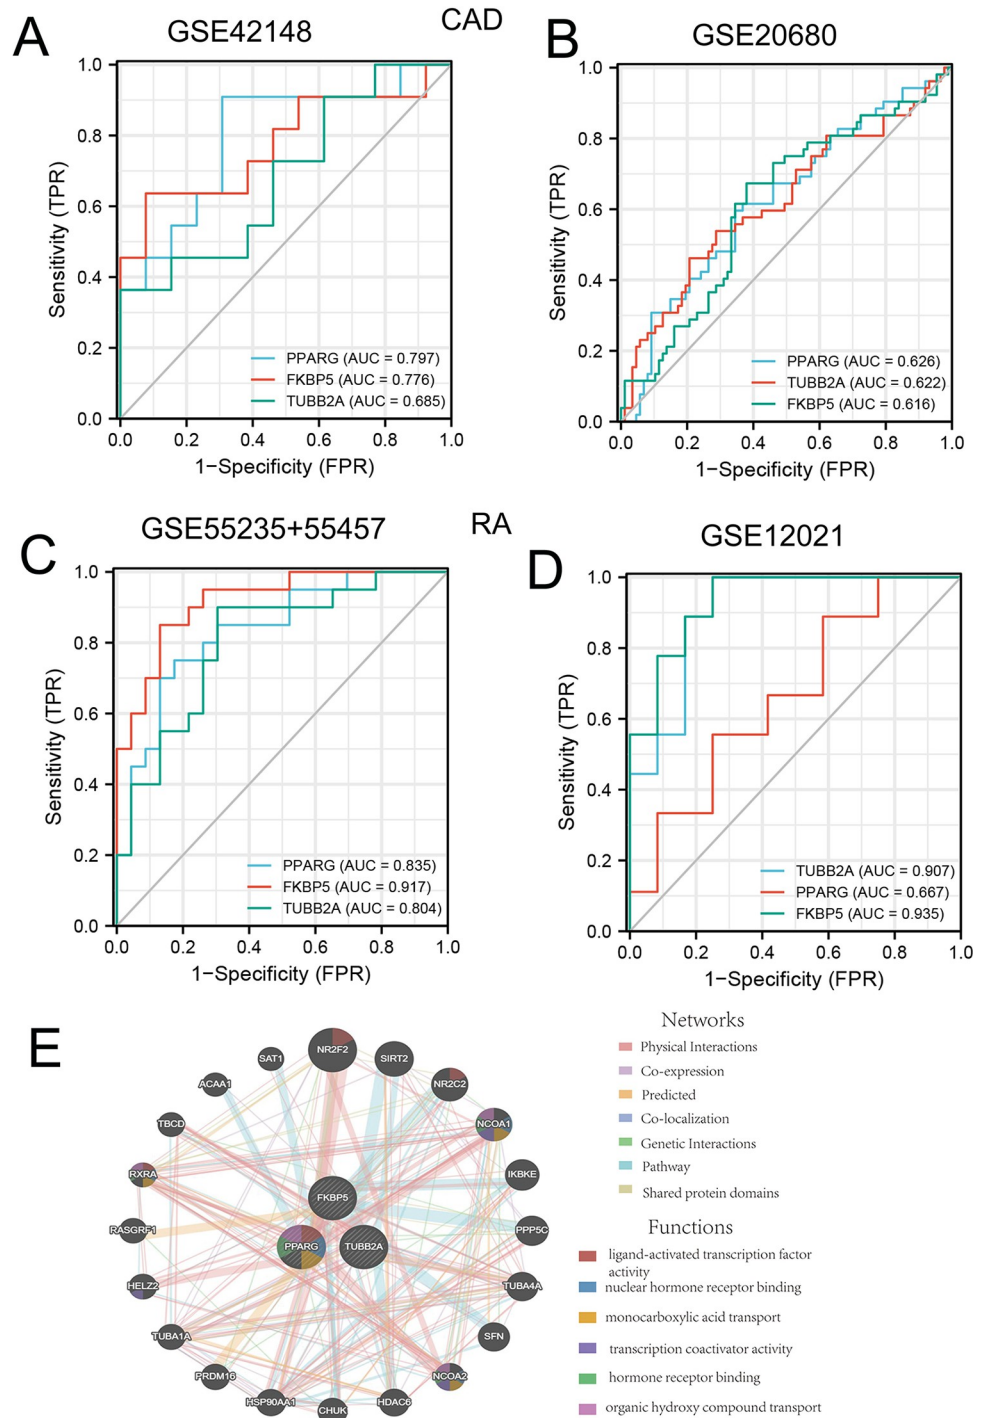 A
GSE42148
CAD
Sensitivity (TPR)
1.0
0.8
0.6
0.4
0.2
0.0
PPARG (AUC = 0.797)
FKBP5 (AUC = 0.776)
TUBB2A (AUC = 0.685)
0.0 0.2 0.4 0.6 0.8 1.0
1−Specificity (FPR)
B
GSE20680
Sensitivity (TPR)
1.0
0.8
0.6
0.4
0.2
0.0
PPARG (AUC = 0.626)
TUBB2A (AUC = 0.622)
FKBP5 (AUC = 0.616)
0.0 0.2 0.4 0.6 0.8 1.0
1−Specificity (FPR)
C
GSE55235+55457
RA
Sensitivity (TPR)
1.0
0.8
0.6
0.4
0.2
0.0
PPARG (AUC = 0.835)
FKBP5 (AUC = 0.917)
TUBB2A (AUC = 0.804)
0.0 0.2 0.4 0.6 0.8 1.0
1−Specificity (FPR)
D
GSE12021
Sensitivity (TPR)
1.0
0.8
0.6
0.4
0.2
0.0
TUBB2A (AUC = 0.907)
PPARG (AUC = 0.667)
FKBP5 (AUC = 0.935)
0.0 0.2 0.4 0.6 0.8 1.0
1−Specificity (FPR)
E
NR2F2
SAT1
SIRT2
ACAA1
NR2C2
TBCD
NCOA1
RXRA
IKBKE
FKBP5
RASGRF1
PPP5C
PPARG
TUBB2A
HELZ2
TUBA4A
TUBA1A
SFN
PRDM16
NCOA2
HSP90AA1
HDAC6
CHUK
Networks
Physical Interactions
Co-expression
Predicted
Co-localization
Genetic Interactions
Pathway
Shared protein domains
Functions
ligand-activated transcription factor
activity
nuclear hormone receptor binding
monocarboxylic acid transport
transcription coactivator activity
hormone receptor binding
organic hydroxy compound transport